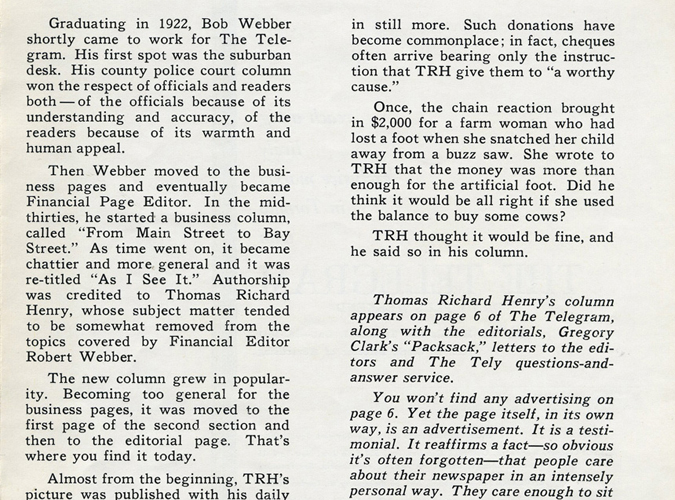 Graduating in 1922, Bob Webber
shortly came to work for The Tele-
gram. His first spot was the suburban
desk. His county police court column
won the respect of officials and readers
both — of the officials because of its
understanding and accuracy, of the
readers because of its warmth and
human appeal.
Then Webber moved to the busi-
ness pages and eventually became
Financial Page Editor. In the mid-
thirties, he started a business column,
called "From Main Street to Bay
Street." As time went on, it became
chattier and more general and it was
re-titled "As I See It." Authorship
was credited to Thomas Richard
Henry, whose subject matter tended
to be somewhat removed from the
topics covered by Financial Editor
Robert Webber.
The new column grew in popular-
ity. Becoming too general for the
business pages, it was moved to the
first page of the second section and
then to the editorial page. That's
where you find it today.
Almost from the beginning, TRH's
picture was published with his daily
in still more. Such donations have
become commonplace; in fact, cheques
often arrive bearing only the instruc-
tion that TRH give them to "a worthy
cause."
Once, the chain reaction brought
in $2,000 for a farm woman who had
lost a foot when she snatched her child
away from a buzz saw. She wrote to
TRH that the money was more than
enough for the artificial foot. Did he
think it would be all right if she used
the balance to buy some cows?
TRH thought it would be fine, and
he said so in his column.
Thomas Richard Henry's column
appears on page 6 of The Telegram,
along with the editorials, Gregory
Clark's "Packsack," letters to the edi-
tors and The Tely questions-and-
answer service.
You won't find any advertising on
page 6. Yet the page itself, in its own
way, is an advertisement. It is a testi-
monial. It reaffirms a fact—so obvious
it's often forgotten—that people care
about their newspaper in an intensely
personal way. They care enough to sit